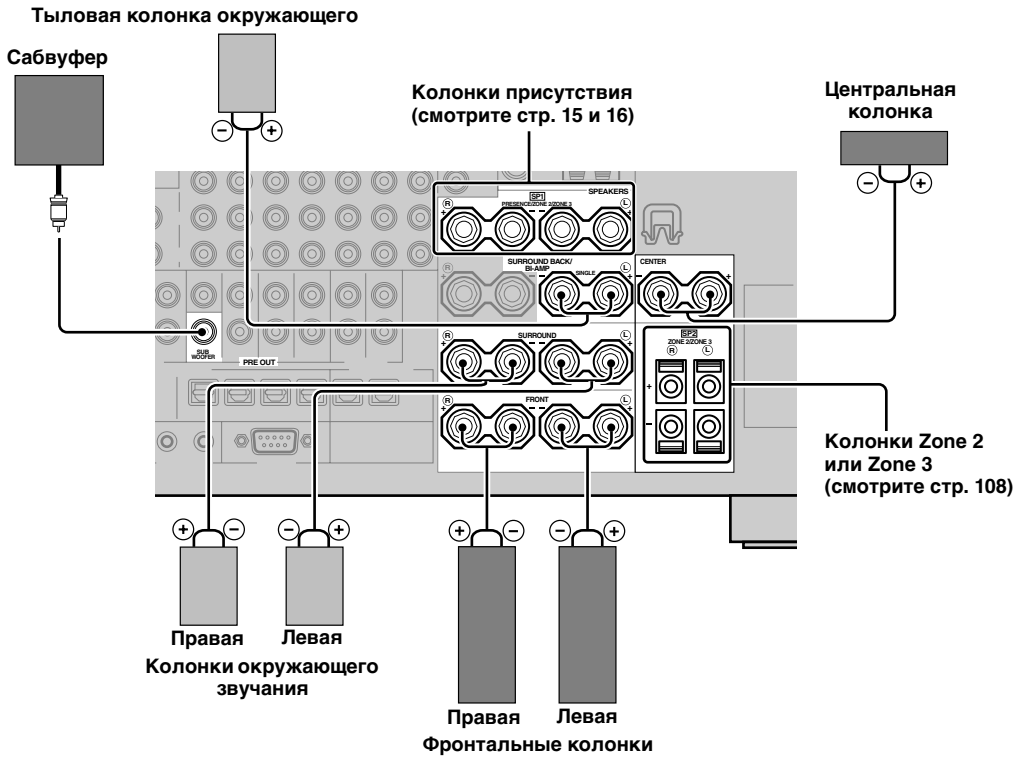 Тыловая колонка окружающего
Сабвуфер
Колонки присутствия
(смотрите стр. 15 и 16)
Центральная
колонка
− +
− +
SP1
SPEAKERS
R
PRESENCE/ZONE 2/ZONE 3
L
+ − − +
R
SURROUND BACK/
BI-AMP
SINGLE
L
+ − − +
CENTER
− +
SUB
WOOFER
PRE OUT
R
SURROUND
L
+ − − +
R
FRONT
L
+ − − +
SP2
ZONE 2/ZONE 3
R L
+
−
Колонки Zone 2
или Zone 3
(смотрите стр. 108)
+ − − +
+ − − +
Правая Левая
Колонки окружающего
звучания
Правая Левая
Фронтальные колонки